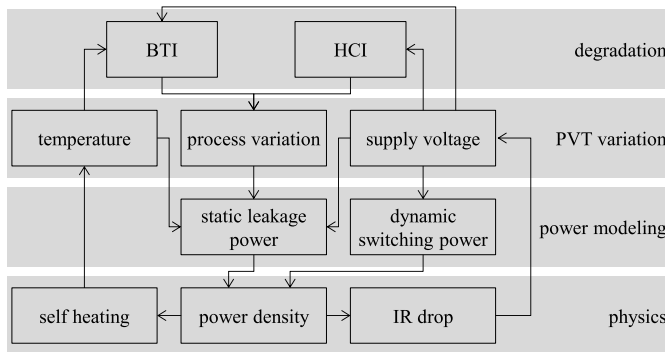 BTI
HCI
degradation
temperature
process variation
supply voltage
PVT variation
static leakage
power
dynamic
switching power
power modeling
self heating
power density
IR drop
physics